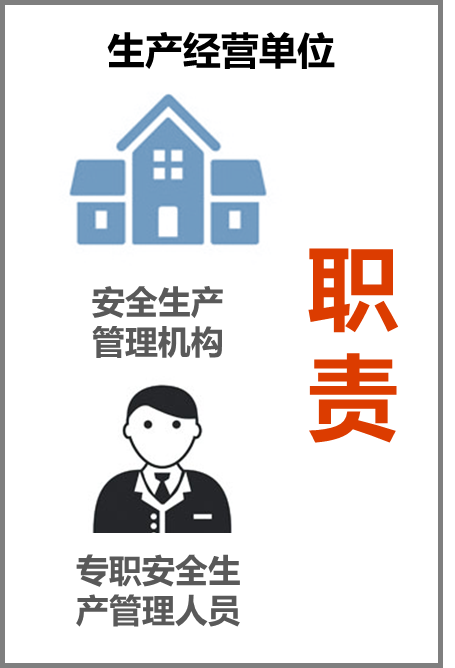 生产经营单位
安全生产
管理机构
职
责
专职安全生
产管理人员